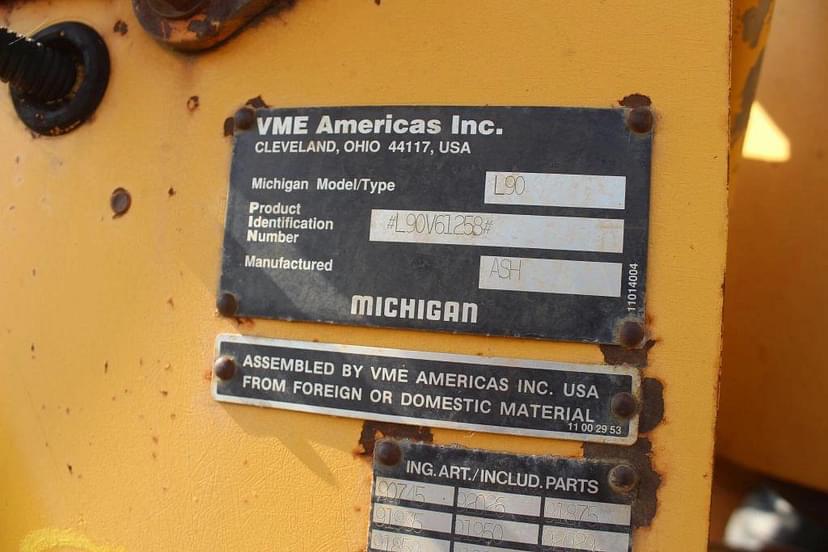 VME Americas Inc.
CLEVELAND, OHIO 44117, USA
Michigan Model/Type L90
Product
Identification
Number #L90V61258#
Manufactured ASH
11014004
MICHIGAN
ASSEMBLED BY VME AMERICAS INC. USA
FROM FOREIGN OR DOMESTIC MATERIAL
11 00 29 53
ING. ART./INCLUD. PARTS
90745 91875